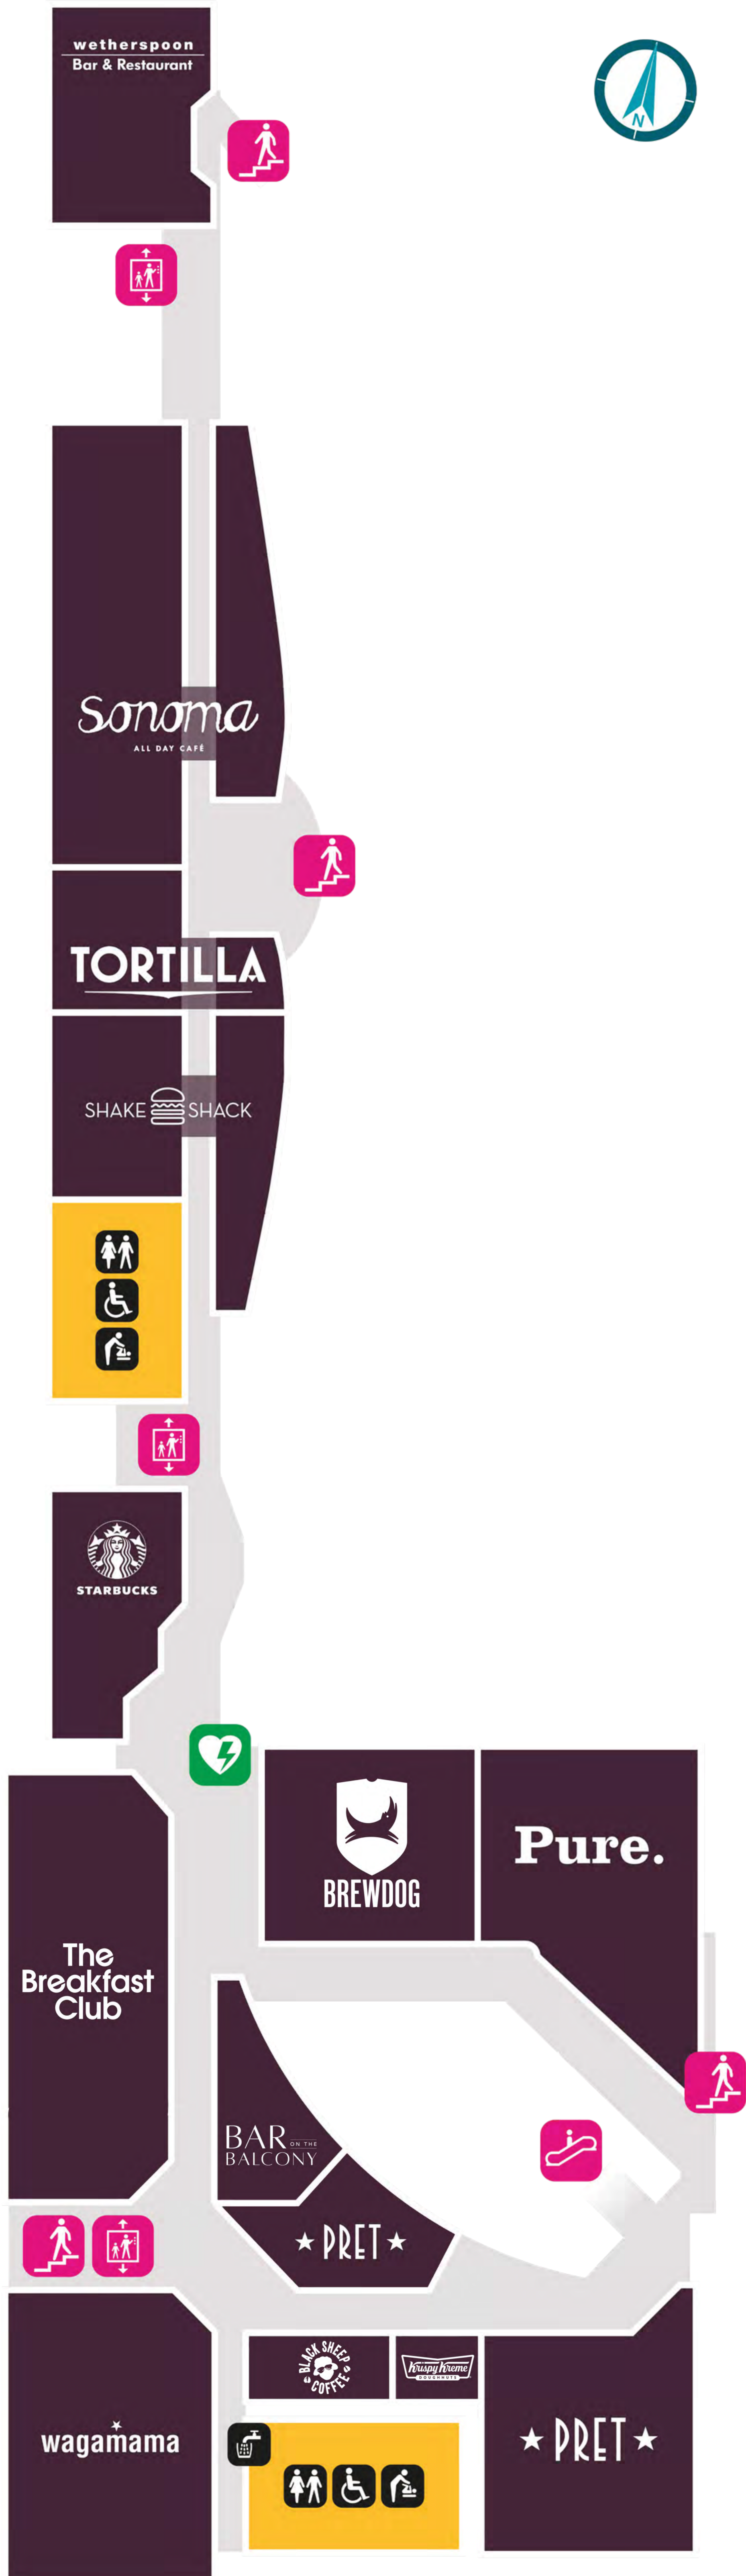 wetherspoon
Bar & Restaurant
N
Sonoma
ALL DAY CAFÉ
TORTILLA
SHAKE SHACK
STARBUCKS
BREWDOG
Pure.
The
Breakfast
Club
BAR ON THE
BALCONY
PRET
BLACK SHEEP
COFFEE
Krispy Kreme
DOUGHNUTS
wagamama
PRET